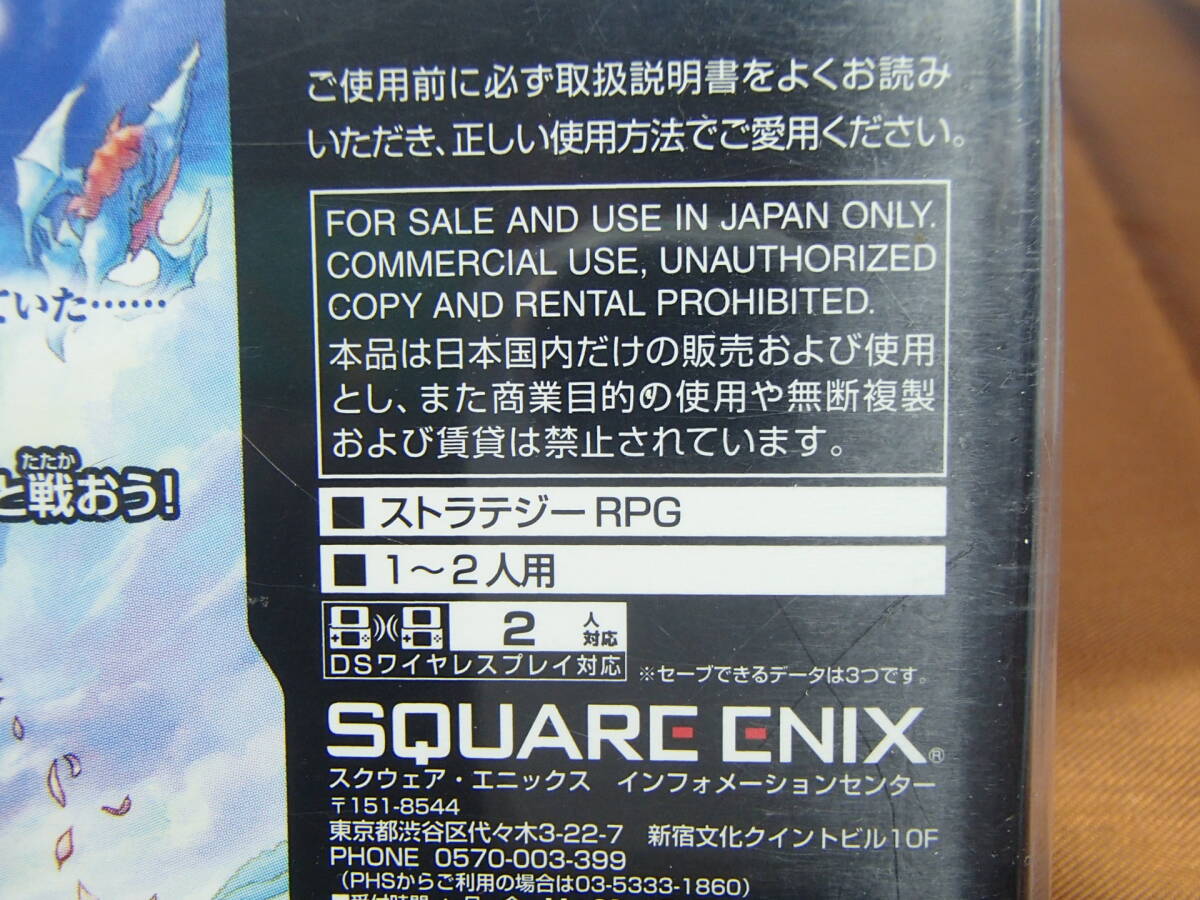 ご使用前に必ず取扱説明書をよくお読み
いただき、正しい使用方法でご愛用ください。
FOR SALE AND USE IN JAPAN ONLY.
COMMERCIAL USE, UNAUTHORIZED
COPY AND RENTAL PROHIBITED.
本品は日本国内だけの販売および使用
とし、また商業目的の使用や無断複製
および賃貸は禁止されています。
ていた……
たたか
と戦おう!
■ ストラテジーRPG
■ 1～2人用
2 人対応
DSワイヤレスプレイ対応
※セーブできるデータは3つです。
SQUARE ENIX®
スクウェア・エニックス インフォメーションセンター
〒151-8544
東京都渋谷区代々木3-22-7 新宿文化クイントビル10F
PHONE 0570-003-399
(PHSからご利用の場合は03-5333-1860)